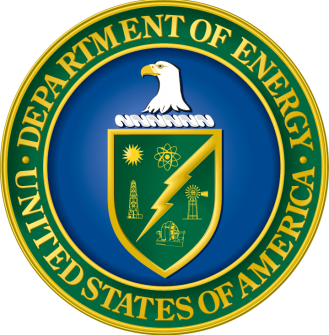 DEPARTMENT OF ENERGY
UNITED STATES OF AMERICA